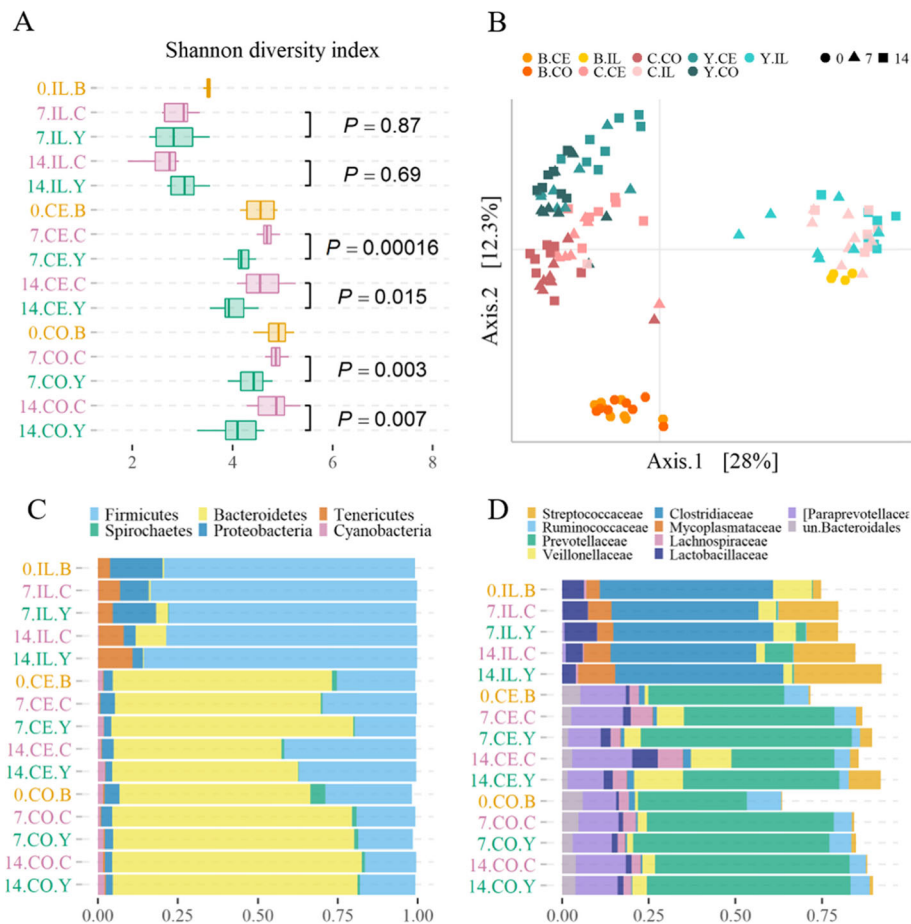 A
Shannon diversity index
0.IL.B
7.IL.C
7.IL.Y
14.IL.C
14.IL.Y
0.CE.B
7.CE.C
7.CE.Y
14.CE.C
14.CE.Y
0.CO.B
7.CO.C
7.CO.Y
14.CO.C
14.CO.Y
P = 0.87
P = 0.69
P = 0.00016
P = 0.015
P = 0.003
P = 0.007
2 4 6 8
B
B.CE B.IL C.CO Y.CE Y.IL 0 7 14
B.CO C.CE C.IL Y.CO
Axis.2 [12.3%]
Axis.1 [28%]
C
Firmicutes Bacteroidetes Tenericutes
Spirochaetes Proteobacteria Cyanobacteria
0.IL.B
7.IL.C
7.IL.Y
14.IL.C
14.IL.Y
0.CE.B
7.CE.C
7.CE.Y
14.CE.C
14.CE.Y
0.CO.B
7.CO.C
7.CO.Y
14.CO.C
14.CO.Y
0.00 0.25 0.50 0.75 1.00
D
Streptococcaceae Clostridiaceae [Paraprevotellacea
Ruminococcaceae Mycoplasmataceae un.Bacteroidales
Prevotellaceae Lachnospiraceae
Veillonellaceae Lactobacillaceae
0.IL.B
7.IL.C
7.IL.Y
14.IL.C
14.IL.Y
0.CE.B
7.CE.C
7.CE.Y
14.CE.C
14.CE.Y
0.CO.B
7.CO.C
7.CO.Y
14.CO.C
14.CO.Y
0.00 0.25 0.50 0.75